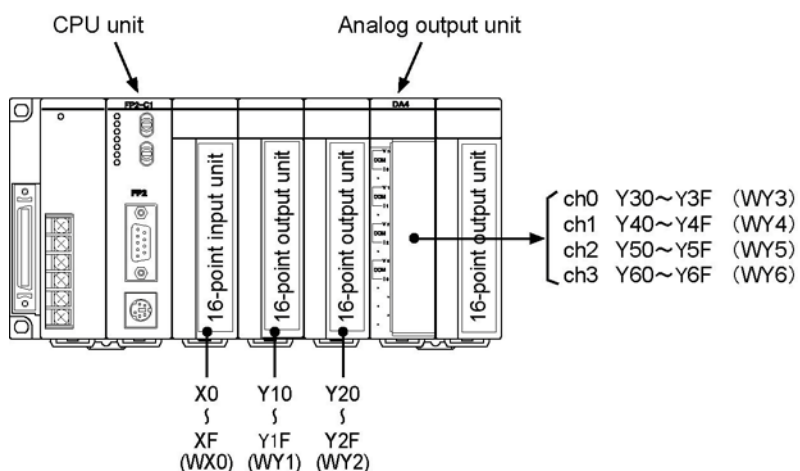 CPU unit
Analog output unit
FP2-C1
DA4
FP2
16-point input unit
16-point output unit
16-point output unit
16-point output unit
ch0 Y30～Y3F (WY3)
ch1 Y40～Y4F (WY4)
ch2 Y50～Y5F (WY5)
ch3 Y60～Y6F (WY6)
X0 Y10 Y20
～ ～ ～
XF Y1F Y2F
(WX0) (WY1) (WY2)